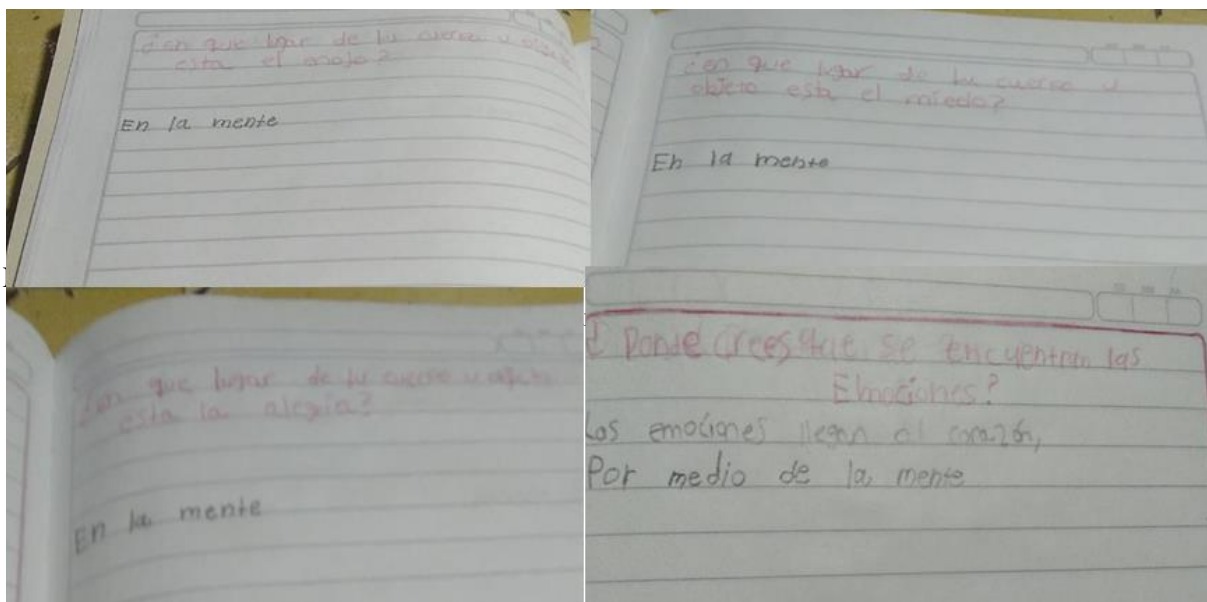 ¿en que lugar de tu cuerpo u objeto
esta el enojo?
En la mente
¿en que lugar de tu cuerpo u
objeto esta el miedo?
En la mente
¿en que lugar de tu cuerpo u objeto
esta la alegria?
En la mente
¿Donde crees que se encuentran las
Emociones?
Las emociones llegan al corazón,
Por medio de la mente